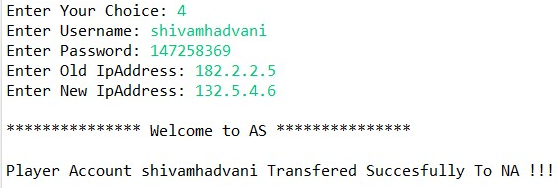 Enter Your Choice: 4
Enter Username: shivamhadvani
Enter Password: 147258369
Enter Old IpAddress: 182.2.2.5
Enter New IpAddress: 132.5.4.6
*************** Welcome to AS ***************
Player Account shivamhadvani Transfered Succesfully To NA !!!